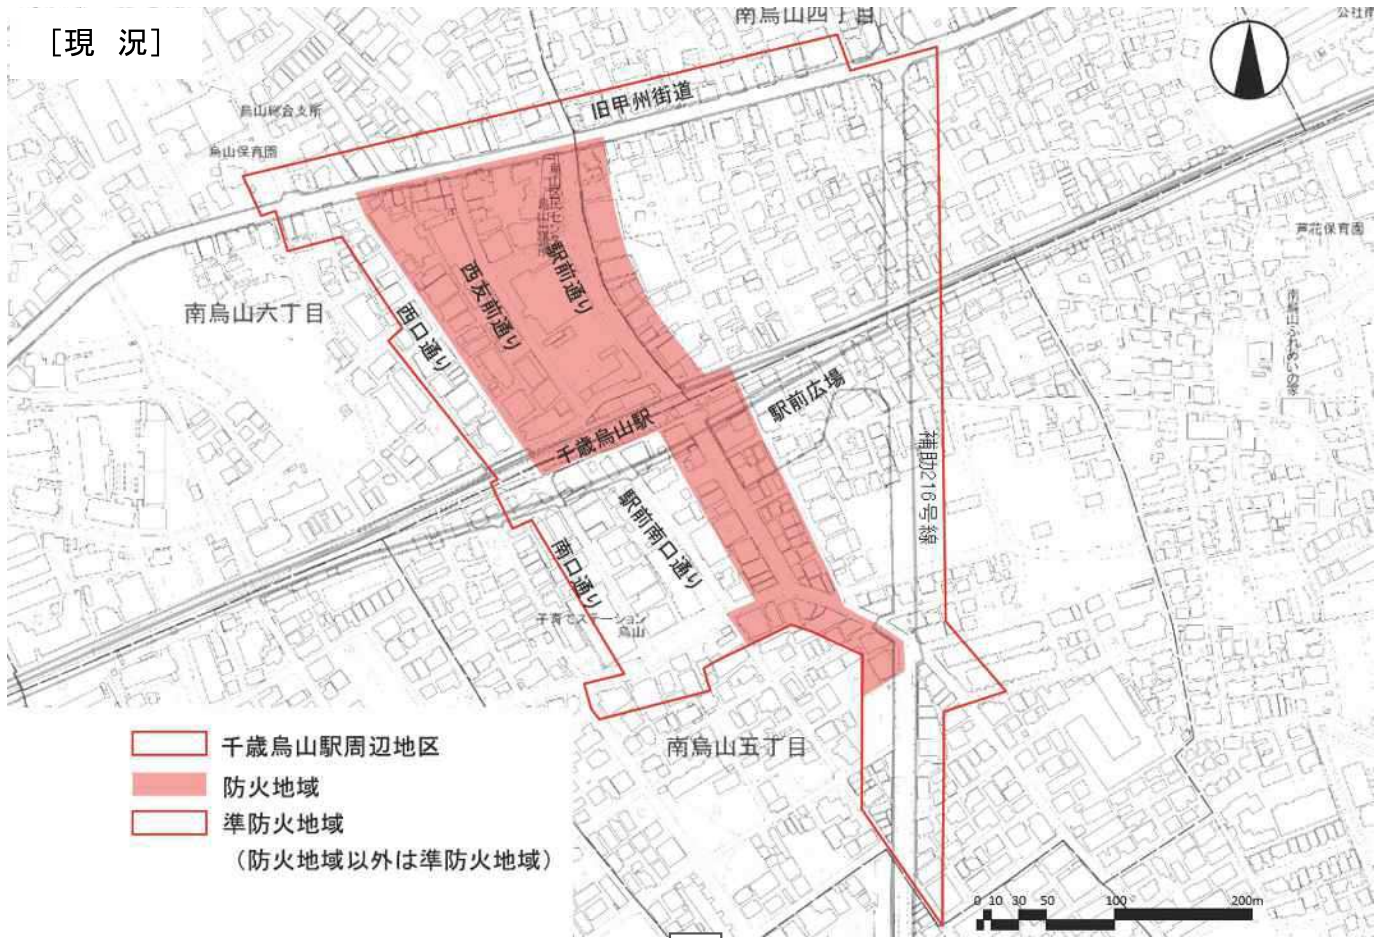 [現 況]
南烏山四丁目
旧甲州街道
烏山総合支所
烏山保育園
芦花保育園
駅前通り
西友前通り
南烏山六丁目
西口通り
南烏山ふれあいの家
駅前広場
千歳烏山駅
補助216号線
駅前南口通り
南口通り
子育てステーション
烏山
南烏山五丁目
千歳烏山駅周辺地区
防火地域
準防火地域
(防火地域以外は準防火地域)
0 10 30 50 100 200m